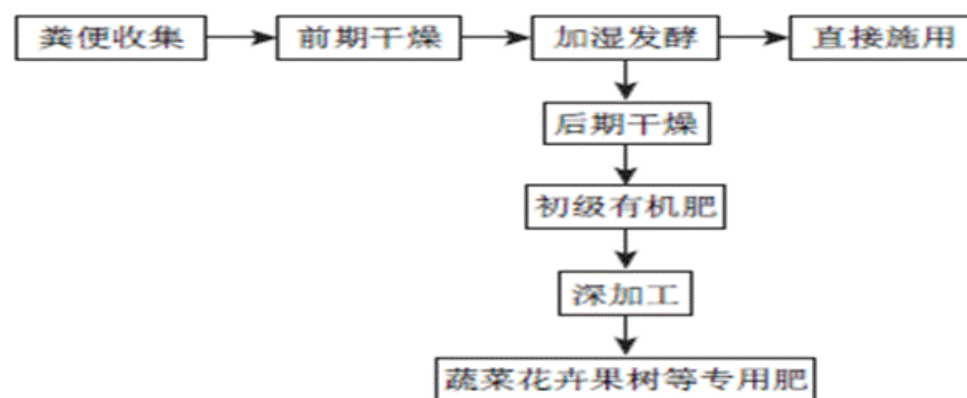 粪便收集 前期干燥 加湿发酵 直接施用
后期干燥
初级有机肥
深加工
蔬菜花卉果树等专用肥